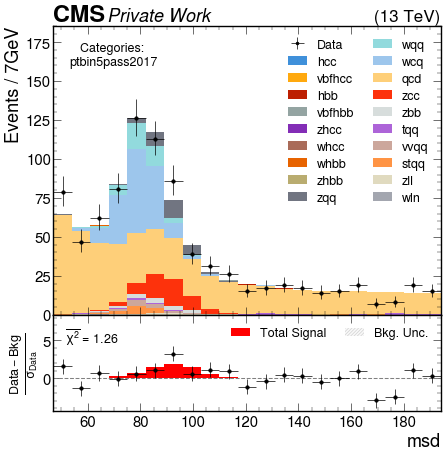 CMS Private Work (13 TeV)
Events / 7GeV
175
150
125
100
75
50
25
0
Categories:
ptbin5pass2017
Data
hcc
vbfhcc
hbb
vbfhbb
zhcc
whcc
whbb
zhbb
zqq
wqq
wcq
qcd
zcc
zbb
tqq
vvqq
stqq
zll
wln
Data − Bkg
σData
5
0
χ² = 1.26
Total Signal
Bkg. Unc.
60 80 100 120 140 160 180
msd